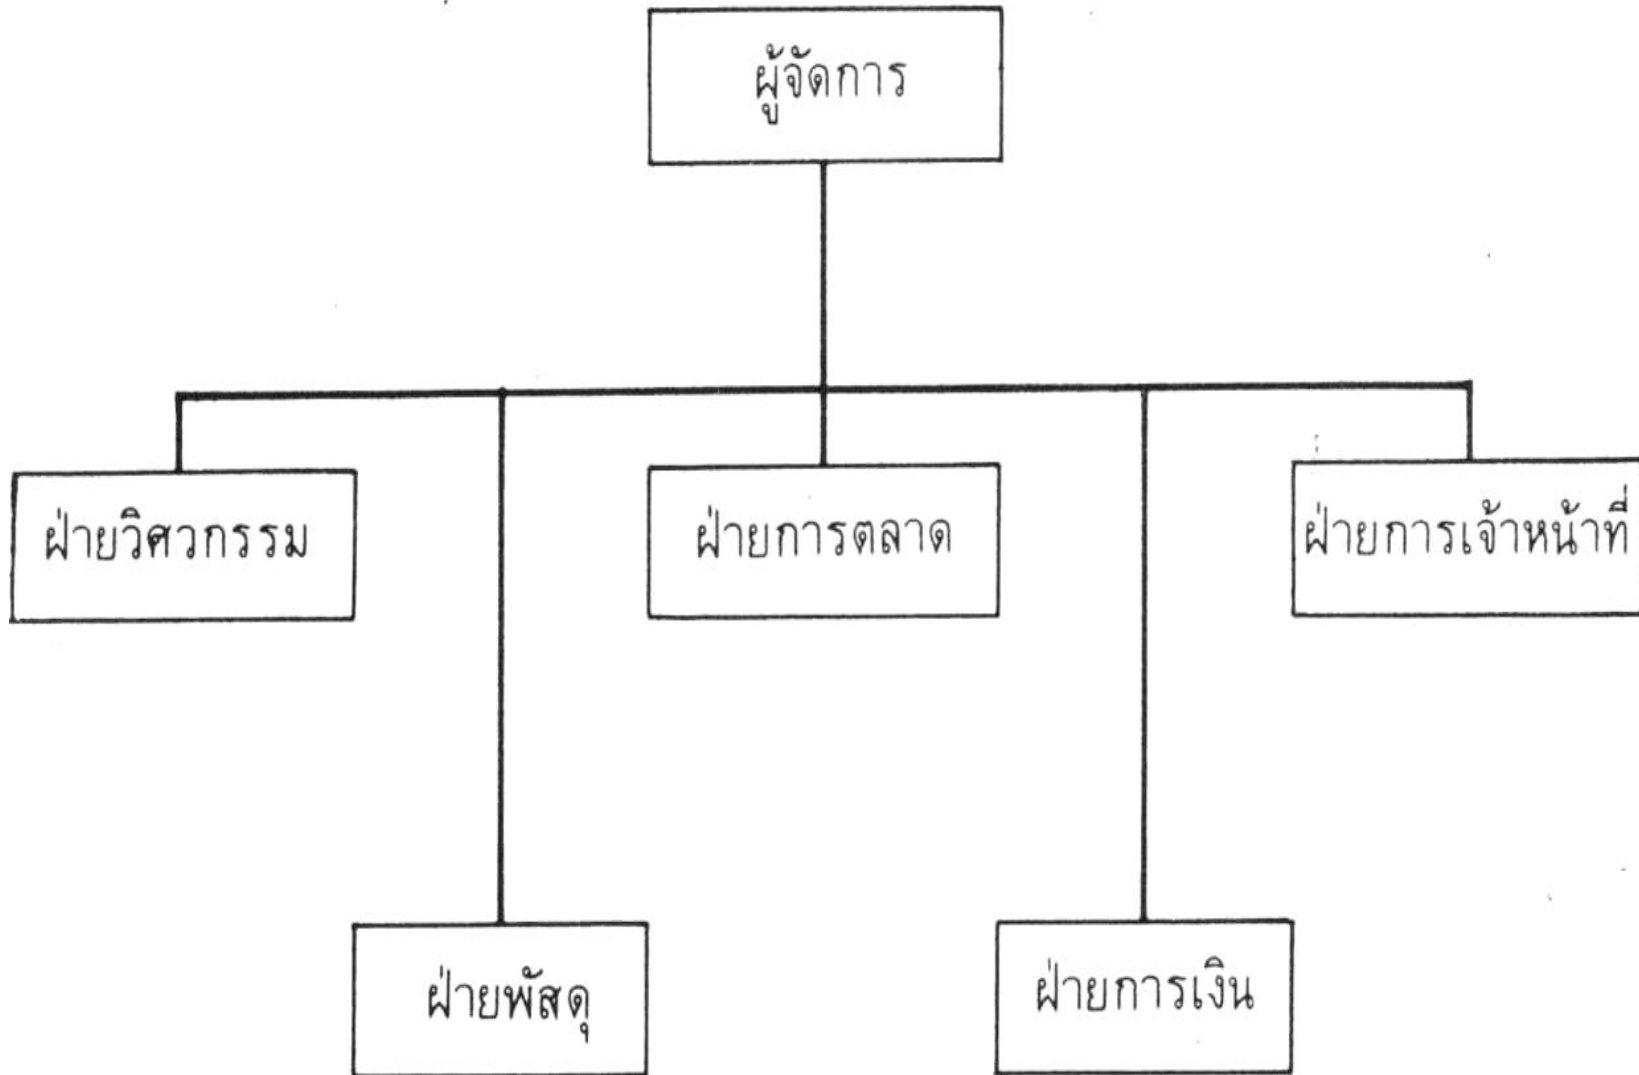 ผู้จัดการ
ฝ่ายวิศวกรรม
ฝ่ายการตลาด
ฝ่ายการเจ้าหน้าที่
ฝ่ายพัสดุ
ฝ่ายการเงิน